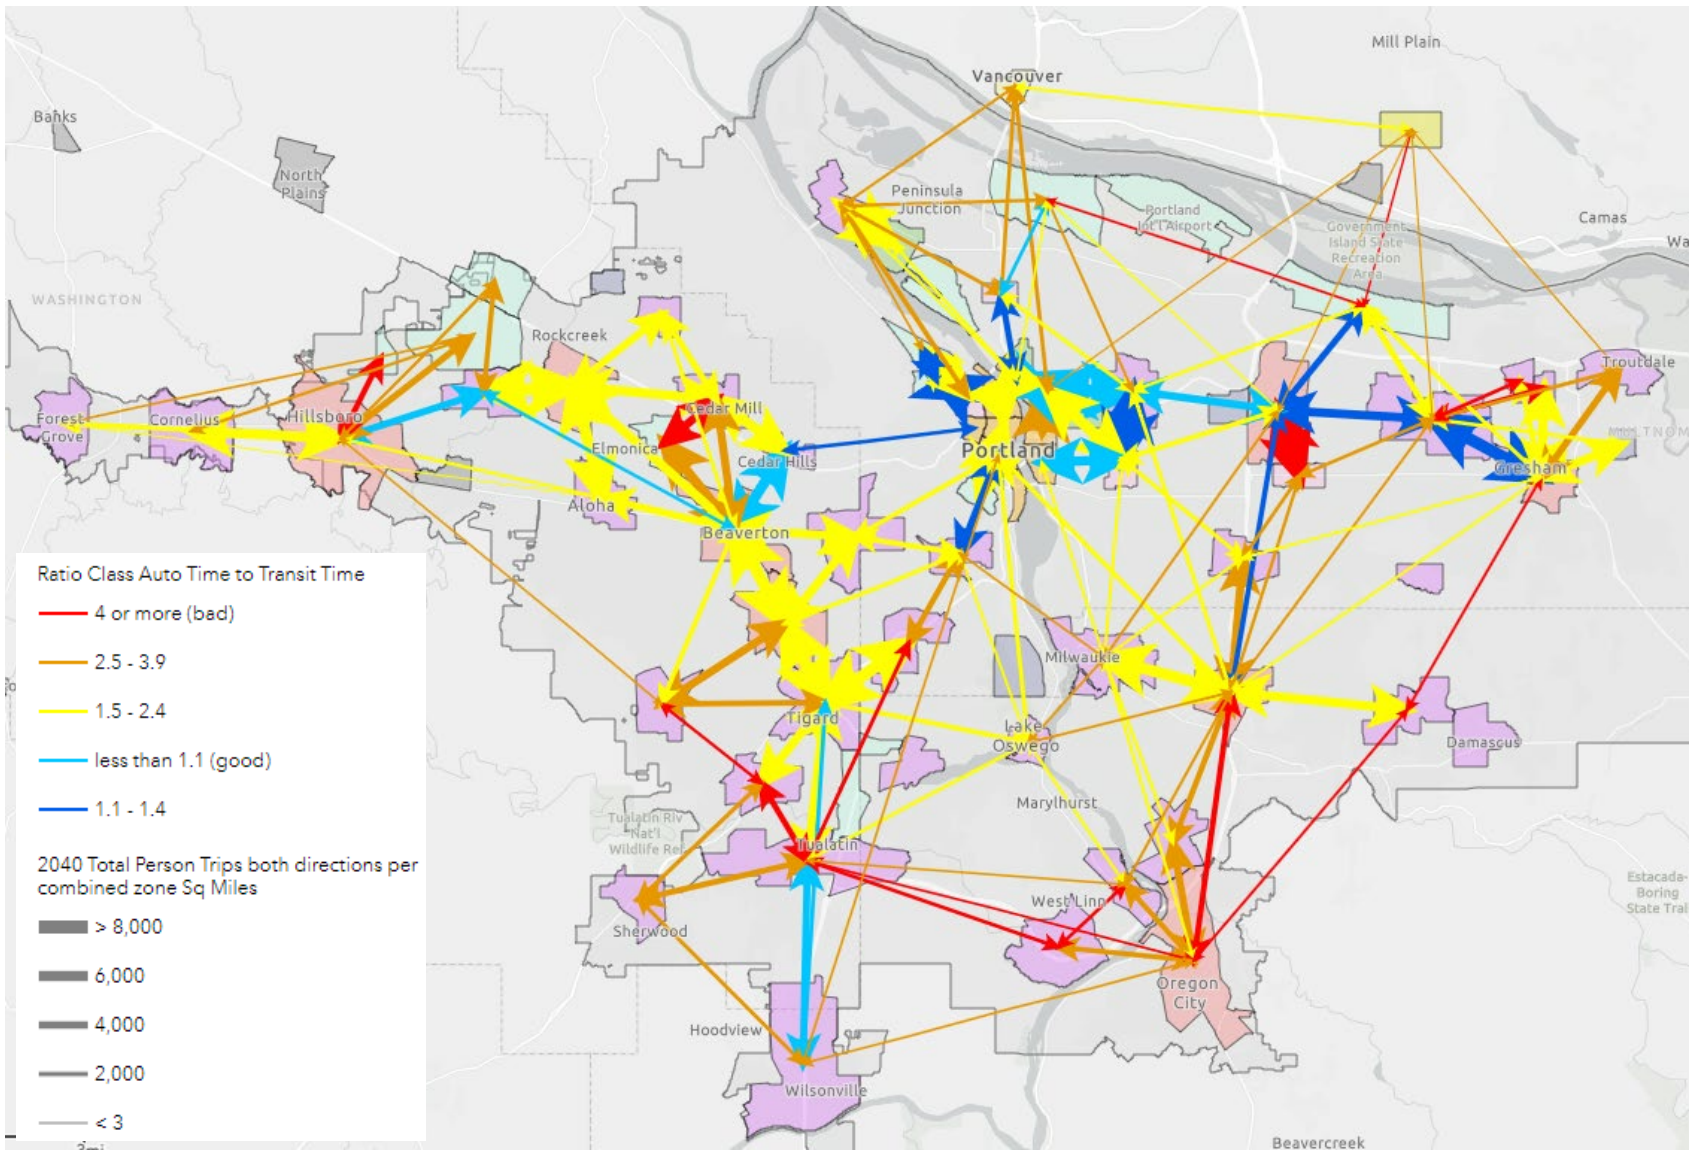 Mill Plain
Vancouver
Banks
North
Plains
Peninsula
Junction
Portland
Int'l Airport
Camas
Government
Island State
Recreation
Area
Wa
WASHINGTON
Rockcreek
Troutdale
Forest
Grove
Cornelius
Hillsboro
Cedar Mill
Elmonica
Cedar Hills
Portland
MULTNOM
Gresham
Aloha
Beaverton
Ratio Class Auto Time to Transit Time
4 or more (bad)
2.5 - 3.9
1.5 - 2.4
less than 1.1 (good)
1.1 - 1.4
2040 Total Person Trips both directions per
combined zone Sq Miles
> 8,000
6,000
4,000
2,000
< 3
3mi
Milwaukie
Tigard
Lake
Oswego
Damascus
Marylhurst
Tualatin Riv
Nat'l
Wildlife Ref
Tualatin
West Linn
Sherwood
Estacada-
Boring
State Trai
Oregon
City
Hoodview
Wilsonville
Beavercreek